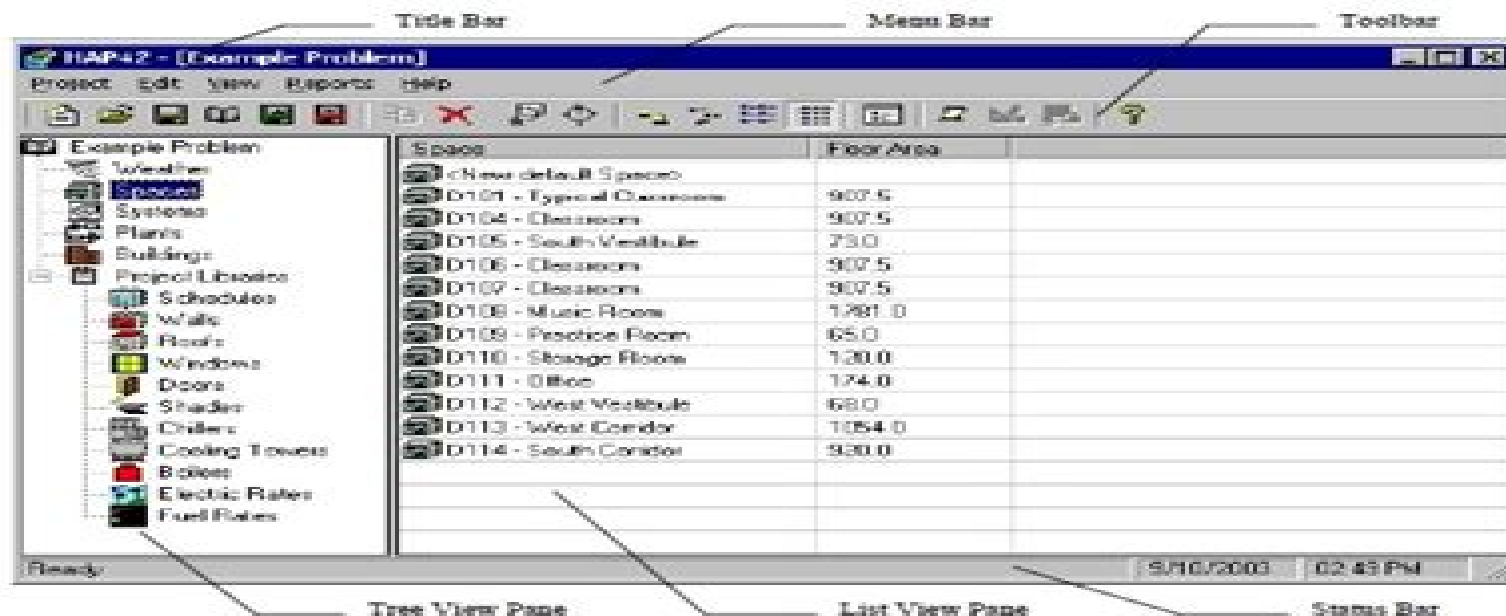 Title Bar
Menu Bar
Toolbar
HAP42 - [Example Problem]
Project Edit View Reports Help
Example Problem
Weather
Spaces
Systems
Plants
Buildings
Project Libraries
Schedules
Walls
Roofs
Windows
Doors
Shades
Chillers
Cooling Towers
Boilers
Electric Rates
Fuel Rates
Space Floor Area
<New default Space>
D101 - Typical Classroom 907.5
D104 - Classroom 907.5
D105 - South Vestibule 73.0
D106 - Classroom 907.5
D107 - Classroom 907.5
D108 - Music Room 1781.0
D109 - Practice Room 65.0
D110 - Storage Room 120.0
D111 - Office 174.0
D112 - West Vestibule 68.0
D113 - West Corridor 1054.0
D114 - South Corridor 920.0
Ready
9/10/2003 02:43 PM
Tree View Pane
List View Pane
Status Bar